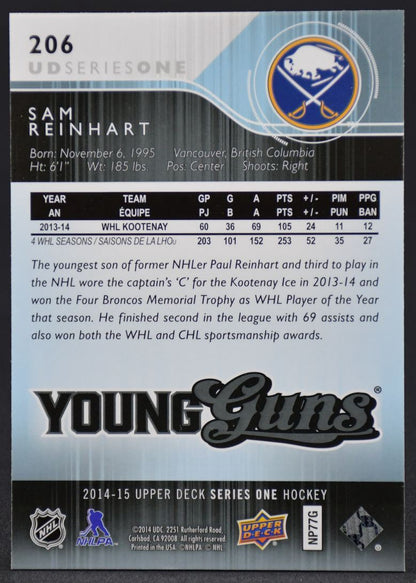 206
UD SERIES ONE
SAM
REINHART
Born: November 6, 1995 Vancouver, British Columbia
Ht: 6'1" Wt: 185 lbs. Pos: Center Shoots: Right
YEAR TEAM GP G A PTS +/- PIM PPG
AN ÉQUIPE PJ B A PTS +/- PUN BAN
2013-14 WHL KOOTENAY 60 36 69 105 24 11 12
4 WHL SEASONS / SAISONS DE LA LHOu 203 101 152 253 52 35 27
The youngest son of former NHLer Paul Reinhart and third to play in
the NHL wore the captain's 'C' for the Kootenay Ice in 2013-14 and
won the Four Broncos Memorial Trophy as WHL Player of the Year
that season. He finished second in the league with 69 assists and
also won both the WHL and CHL sportsmanship awards.
YOUNG Guns®
2014-15 UPPER DECK SERIES ONE HOCKEY
NHL
NHLPA
©2014 UDC. 2251 Rutherford Road,
Carlsbad, CA 92008. All rights reserved.
Printed in the USA. ©NHLPA © NHL.
UPPER DECK
NP77G